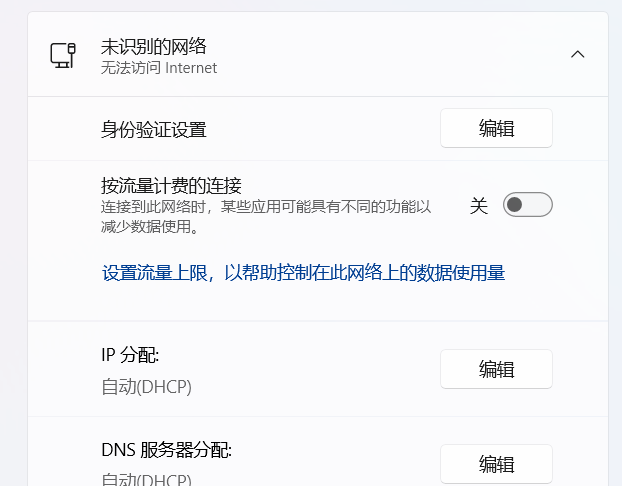 未识别的网络
无法访问 Internet
身份验证设置
编辑
按流量计费的连接
连接到此网络时，某些应用可能具有不同的功能以
减少数据使用。
关
设置流量上限，以帮助控制在此网络上的数据使用量
IP 分配:
自动(DHCP)
编辑
DNS 服务器分配:
自动(DHCP)
编辑